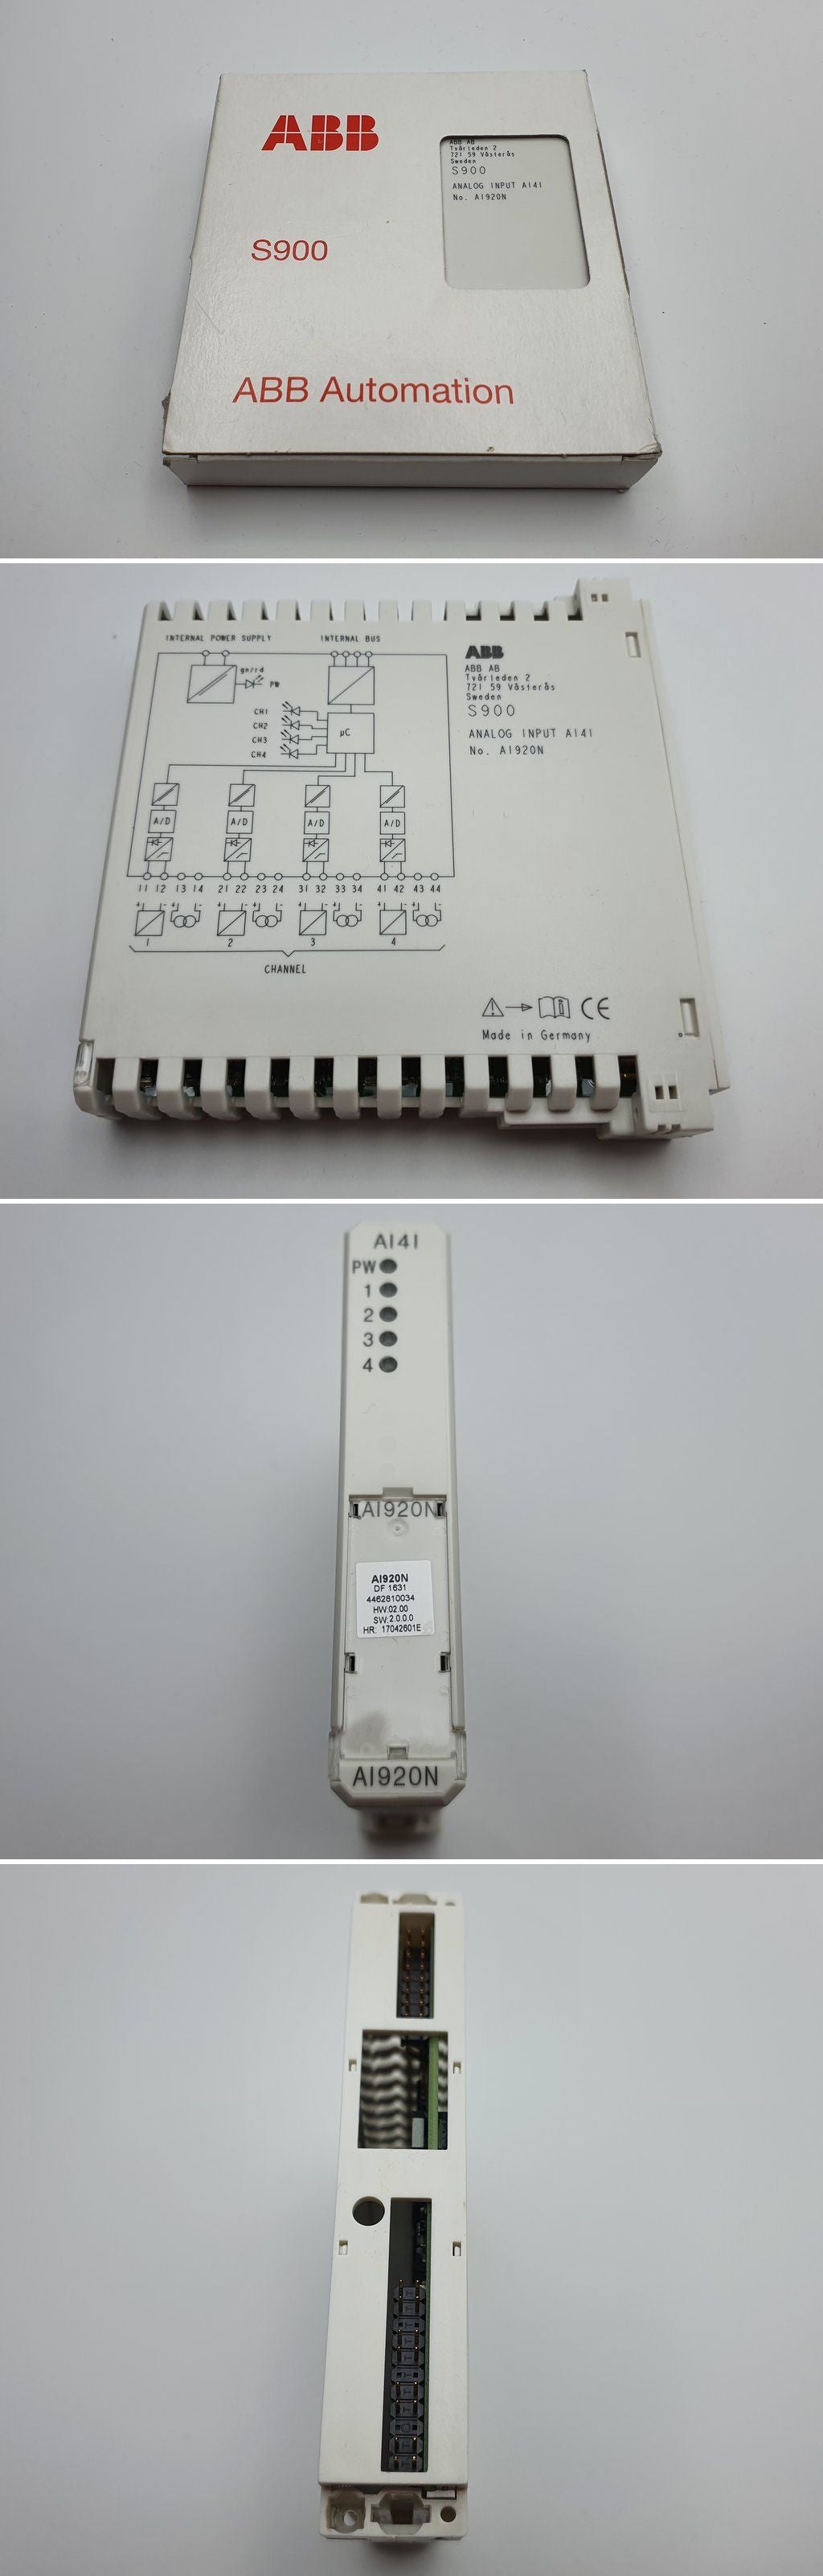 ABB
ABB AB
Tvärleden 2
721 59 Västerås
Sweden
S900
ANALOG INPUT AI4I
No. AI920N
S900
ABB Automation
INTERNAL POWER SUPPLY
INTERNAL BUS
gn/rd
PW
CH1
CH2
CH3
CH4
µC
A/D A/D A/D A/D
11 12 13 14 21 22 23 24 31 32 33 34 41 42 43 44
+ - + - + - + - + - + - + - + -
1 2 3 4
CHANNEL
ABB
ABB AB
Tvärleden 2
721 59 Västerås
Sweden
S900
ANALOG INPUT AI4I
No. AI920N
CE
Made in Germany
AI4I
PW
1
2
3
4
AI920N
AI920N
DF 1631
4462810034
HW:02.00
SW:2.0.0.0
HR: 17042601E
AI920N